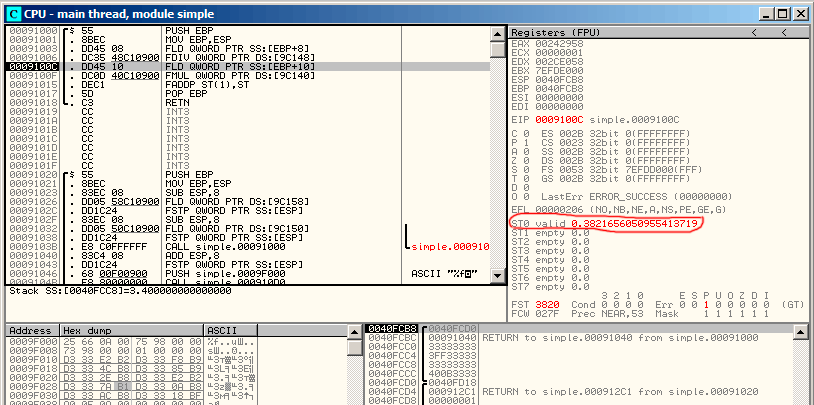 C CPU - main thread, module simple
00091000 $ 55 PUSH EBP
00091001 . 8BEC MOV EBP,ESP
00091003 . DD45 08 FLD QWORD PTR SS:[EBP+8]
00091006 . DC35 48C10900 FDIV QWORD PTR DS:[9C148]
0009100C . DD45 10 FLD QWORD PTR SS:[EBP+10]
0009100F . DC0D 40C10900 FMUL QWORD PTR DS:[9C140]
00091015 . DEC1 FADDP ST(1),ST
00091017 . 5D POP EBP
00091018 . C3 RETN
00091019 CC INT3
0009101A CC INT3
0009101B CC INT3
0009101C CC INT3
0009101D CC INT3
0009101E CC INT3
0009101F CC INT3
00091020 $ 55 PUSH EBP
00091021 . 8BEC MOV EBP,ESP
00091023 . 83EC 08 SUB ESP,8
00091026 . DD05 58C10900 FLD QWORD PTR DS:[9C158]
0009102C . DD1C24 FSTP QWORD PTR SS:[ESP]
0009102F . 83EC 08 SUB ESP,8
00091032 . DD05 50C10900 FLD QWORD PTR DS:[9C150]
00091038 . DD1C24 FSTP QWORD PTR SS:[ESP]
0009103B . E8 C0FFFFFF CALL simple.00091000 simple.000910
00091040 . 83C4 08 ADD ESP,8
00091043 . DD1C24 FSTP QWORD PTR SS:[ESP]
00091046 . 68 00F00900 PUSH simple.0009F000 ASCII "%f
Stack SS:[0040FCC8]=3.400000000000000
Registers (FPU) < <
EAX 00242958
ECX 00000001
EDX 002CE058
EBX 7EFDE000
ESP 0040FCB8
EBP 0040FCB8
ESI 00000000
EDI 00000000
EIP 0009100C simple.0009100C
C 0 ES 002B 32bit 0(FFFFFFFF)
P 1 CS 0023 32bit 0(FFFFFFFF)
A 0 SS 002B 32bit 0(FFFFFFFF)
Z 0 DS 002B 32bit 0(FFFFFFFF)
S 0 FS 0053 32bit 7EFDD000(FFF)
T 0 GS 002B 32bit 0(FFFFFFFF)
D 0
O 0 LastErr ERROR_SUCCESS (00000000)
EFL 00000206 (NO,NB,NE,A,NS,PE,GE,G)
ST0 valid 0.3821656050955413719
ST1 empty 0.0
ST2 empty 0.0
ST3 empty 0.0
ST4 empty 0.0
ST5 empty 0.0
ST6 empty 0.0
ST7 empty 0.0
3 2 1 0 E S P U O Z D I
FST 3820 Cond 0 0 0 0 Err 0 0 1 0 0 0 0 0 (GT)
FCW 027F Prec NEAR,53 Mask 1 1 1 1 1 1
Address Hex dump ASCII
0009F000 25 66 0A 00 75 98 00 00
0009F008 73 98 00 00 01 00 00 00
0009F010 D3 33 E2 B2 D3 33 F8 B9
0009F018 D3 33 4C B8 D3 33 85 B9
0009F020 D3 33 2E B8 D3 33 E2 B2
0009F028 D3 33 7A B1 D3 33 0A B8
0009F030 D3 33 AC B8 D3 33 18 BF
0040FCB8 0040FCD0
0040FCBC 00091040 RETURN to simple.00091040 from simple.00091000
0040FCC0 33333333
0040FCC4 3FF33333
0040FCC8 33333333
0040FCCC 400B3333
0040FCD0 0040FD18
0040FCD4 000912C1 RETURN to simple.000912C1 from simple.00091020
0040FCD8 00000001